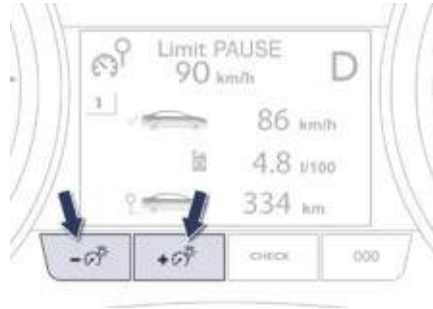 Limit PAUSE
90 km/h
D
1
86 km/h
4.8 l/100
334 km
- + CHECK 000